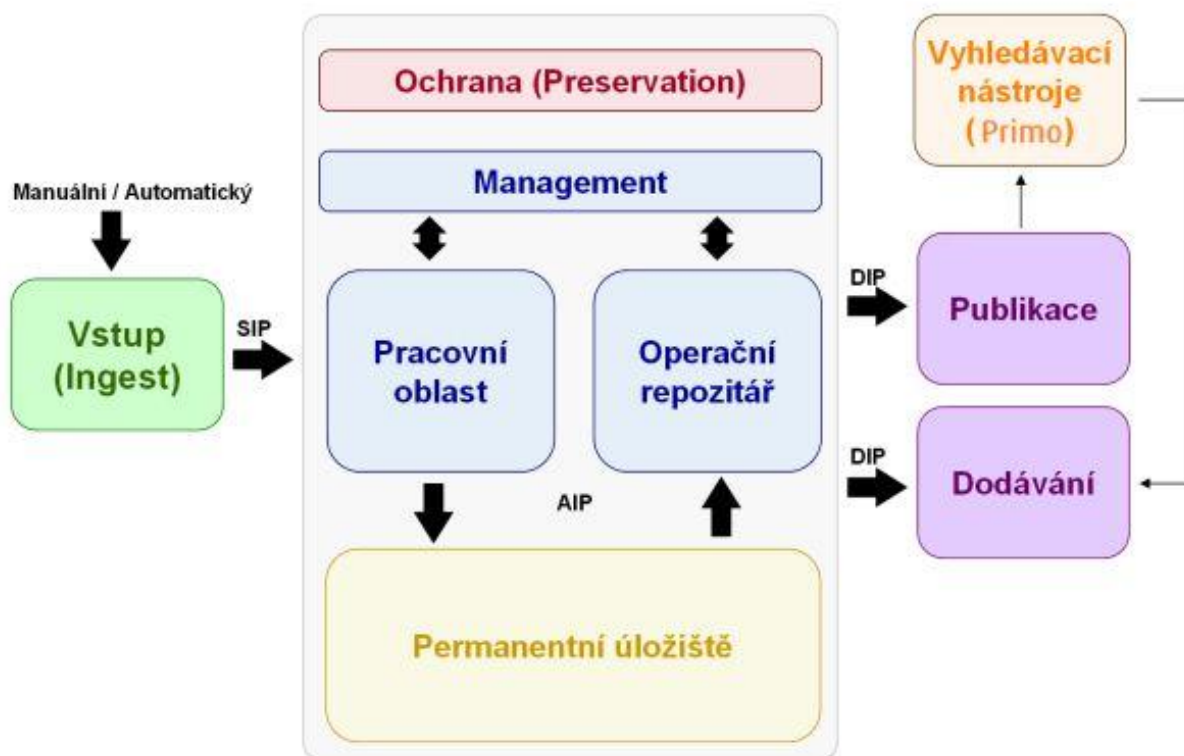 Ochrana (Preservation)
Vyhledávací
nástroje
(Primo)
Management
Manuální / Automatický
Vstup
(Ingest)
SIP
Pracovní
oblast
Operační
repozitář
DIP
Publikace
DIP
Dodávání
AIP
Permanentní úložiště